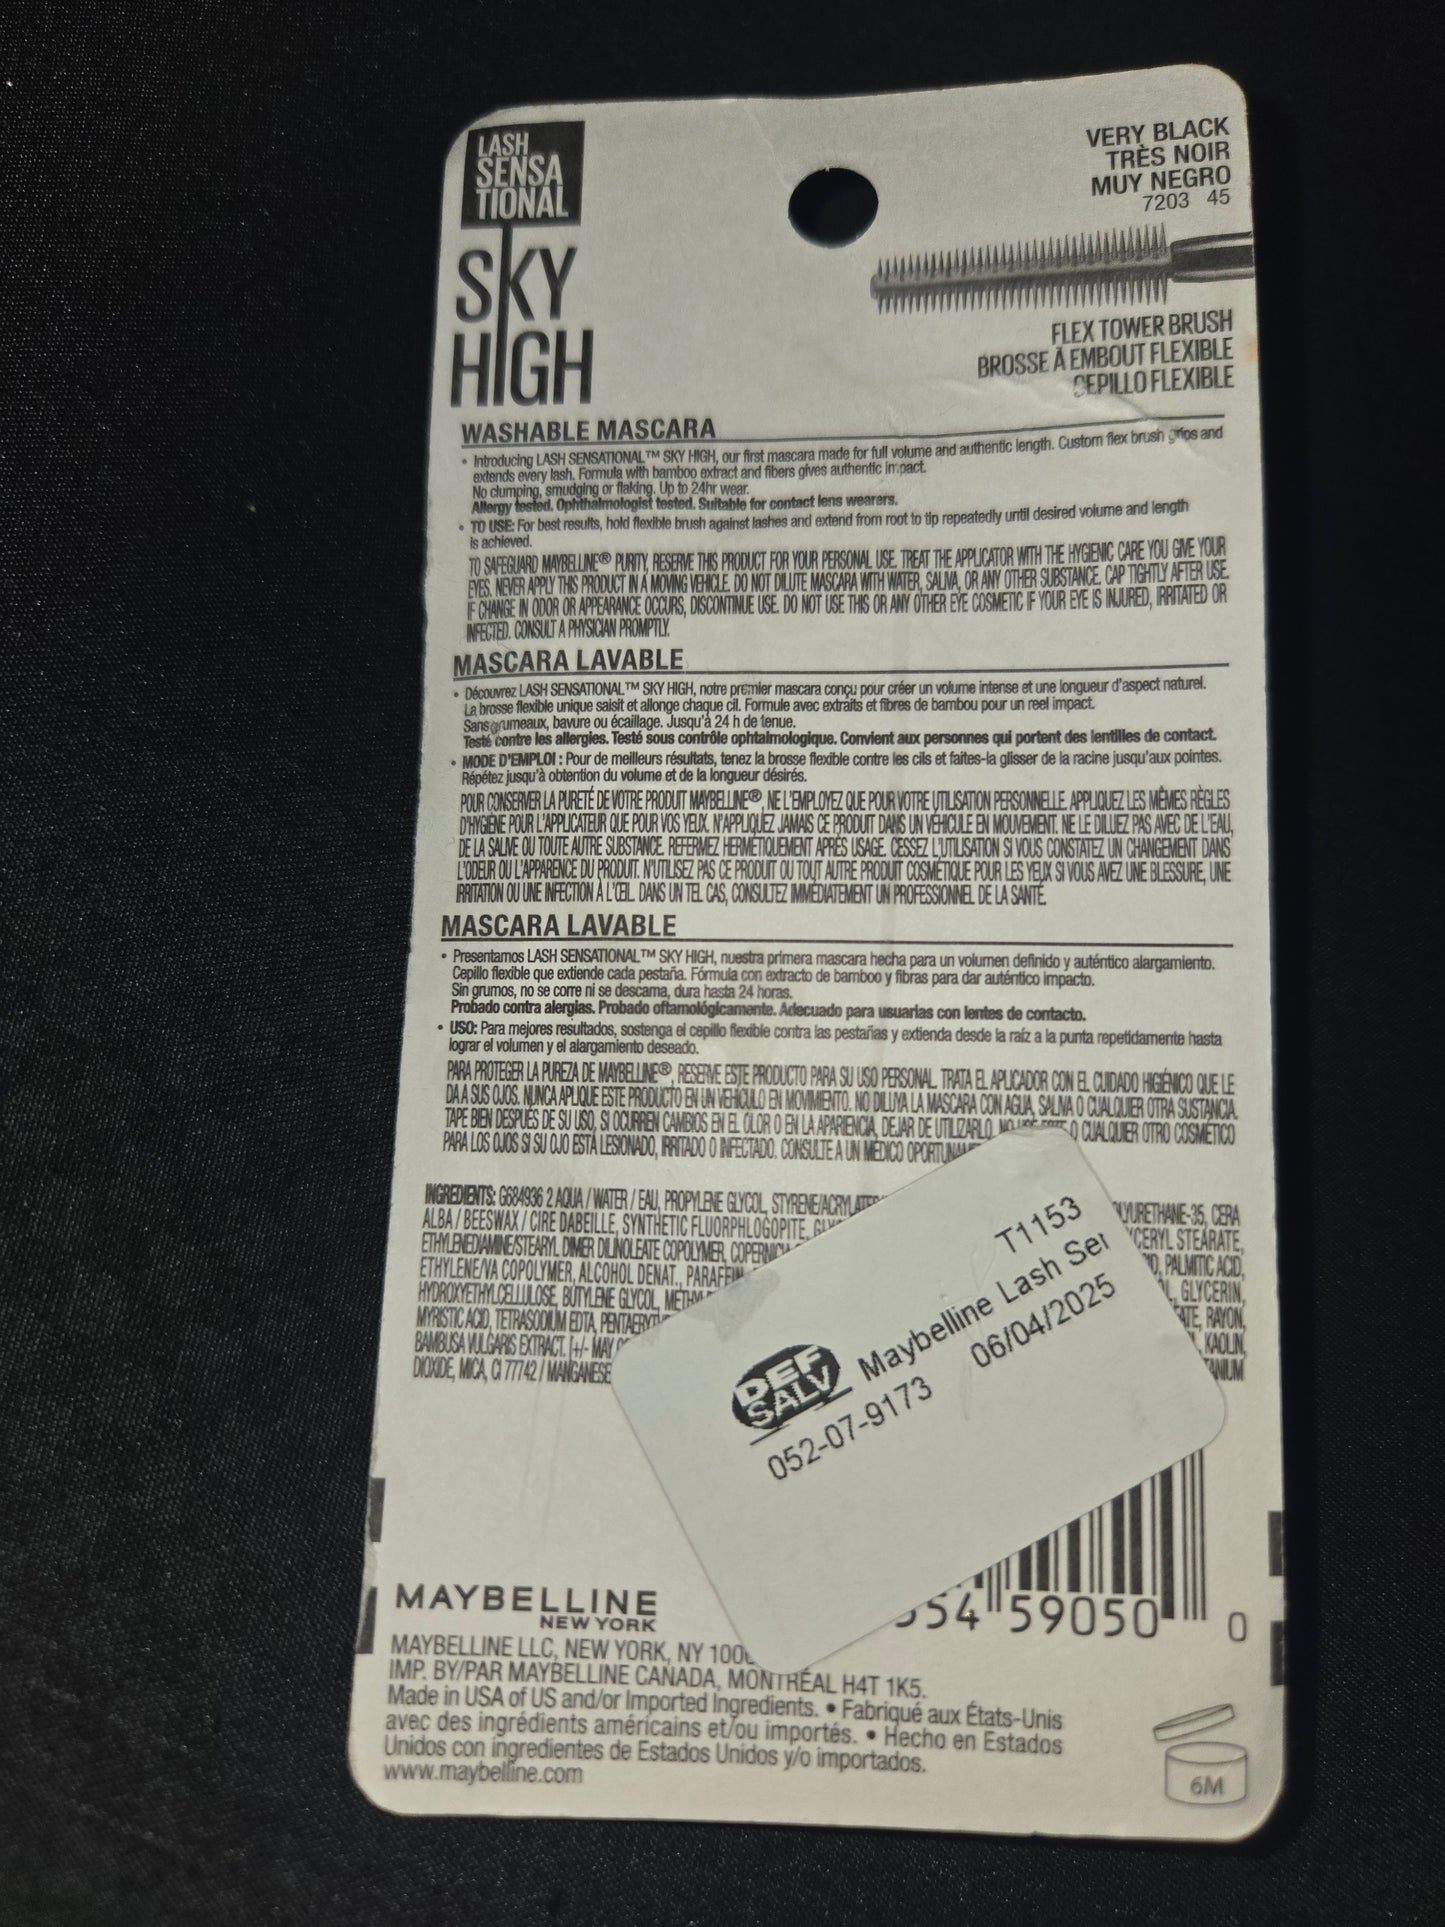 LASH
SENSA
TIONAL
SKY
HIGH
VERY BLACK
TRÈS NOIR
MUY NEGRO
7203 45
FLEX TOWER BRUSH
BROSSE À EMBOUT FLEXIBLE
CEPILLO FLEXIBLE
WASHABLE MASCARA
• Introducing LASH SENSATIONAL™ SKY HIGH, our first mascara made for full volume and authentic length. Custom flex brush grips and
extends every lash. Formula with bamboo extract and fibers gives authentic impact.
No clumping, smudging or flaking. Up to 24hr wear.
Allergy tested. Ophthalmologist tested. Suitable for contact lens wearers.
• TO USE: For best results, hold flexible brush against lashes and extend from root to tip repeatedly until desired volume and length
is achieved.
TO SAFEGUARD MAYBELLINE® PURITY, RESERVE THIS PRODUCT FOR YOUR PERSONAL USE. TREAT THE APPLICATOR WITH THE HYGIENIC CARE YOU GIVE YOUR
EYES. NEVER APPLY THIS PRODUCT IN A MOVING VEHICLE. DO NOT DILUTE MASCARA WITH WATER, SALIVA, OR ANY OTHER SUBSTANCE. CAP TIGHTLY AFTER USE.
IF CHANGE IN ODOR OR APPEARANCE OCCURS, DISCONTINUE USE. DO NOT USE THIS OR ANY OTHER EYE COSMETIC IF YOUR EYE IS INJURED, IRRITATED OR
INFECTED. CONSULT A PHYSICIAN PROMPTLY.
MASCARA LAVABLE
• Découvrez LASH SENSATIONAL™ SKY HIGH, notre premier mascara conçu pour créer un volume intense et une longueur d'aspect naturel.
La brosse flexible unique saisit et allonge chaque cil. Formule avec extraits et fibres de bambou pour un reel impact.
Sans grumeaux, bavure ou écaillage. Jusqu'à 24 h de tenue.
Testé contre les allergies. Testé sous contrôle ophtalmologique. Convient aux personnes qui portent des lentilles de contact.
• MODE D'EMPLOI : Pour de meilleurs résultats, tenez la brosse flexible contre les cils et faites-la glisser de la racine jusqu'aux pointes.
Répétez jusqu'à obtention du volume et de la longueur désirés.
POUR CONSERVER LA PURETÉ DE VOTRE PRODUIT MAYBELLINE®, NE L'EMPLOYEZ QUE POUR VOTRE UTILISATION PERSONNELLE. APPLIQUEZ LES MÊMES RÈGLES
D'HYGIÈNE POUR L'APPLICATEUR QUE POUR VOS YEUX. N'APPLIQUEZ JAMAIS CE PRODUIT DANS UN VÉHICULE EN MOUVEMENT. NE LE DILUEZ PAS AVEC DE L'EAU,
DE LA SALIVE OU TOUTE AUTRE SUBSTANCE. REFERMEZ HERMÉTIQUEMENT APRÈS USAGE. CESSEZ L'UTILISATION SI VOUS CONSTATEZ UN CHANGEMENT DANS
L'ODEUR OU L'APPARENCE DU PRODUIT. N'UTILISEZ PAS CE PRODUIT OU TOUT AUTRE PRODUIT COSMÉTIQUE POUR LES YEUX SI VOUS AVEZ UNE BLESSURE, UNE
IRRITATION OU UNE INFECTION À L'ŒIL. DANS UN TEL CAS, CONSULTEZ IMMÉDIATEMENT UN PROFESSIONNEL DE LA SANTÉ.
MASCARA LAVABLE
• Presentamos LASH SENSATIONAL™ SKY HIGH, nuestra primera mascara hecha para un volumen definido y auténtico alargamiento.
Cepillo flexible que extiende cada pestaña. Fórmula con extracto de bamboo y fibras para dar auténtico impacto.
Sin grumos, no se corre ni se descama, dura hasta 24 horas.
Probado contra alergias. Probado oftamológicamente. Adecuado para usuarias con lentes de contacto.
• USO: Para mejores resultados, sostenga el cepillo flexible contra las pestañas y extienda desde la raíz a la punta repetidamente hasta
lograr el volumen y el alargamiento deseado.
PARA PROTEGER LA PUREZA DE MAYBELLINE®, RESERVE ESTE PRODUCTO PARA SU USO PERSONAL. TRATA EL APLICADOR CON EL CUIDADO HIGIÉNICO QUE LE
DA A SUS OJOS. NUNCA APLIQUE ESTE PRODUCTO EN UN VEHÍCULO EN MOVIMIENTO. NO DILUYA LA MASCARA CON AGUA, SALIVA O CUALQUIER OTRA SUSTANCIA.
TAPE BIEN DESPUÉS DE SU USO, SI OCURREN CAMBIOS EN EL OLOR O EN LA APARIENCIA, DEJAR DE UTILIZARLO. NO USE ESTE O CUALQUIER OTRO COSMÉTICO
PARA LOS OJOS SI SU OJO ESTÁ LESIONADO, IRRITADO O INFECTADO. CONSULTE A UN MÉDICO
INGREDIENTS: G684936 2 AQUA / WATER / EAU, PROPYLENE GLYCOL, POLYURETHANE-35, CERA
ALBA / BEESWAX / CIRE DABEILLE, SYNTHETIC FLUORPHLOGOPITE, STEARATE,
ETHYLENEDIAMINE/STEARYL DIMER DILINOLEATE COPOLYMER, PALMITIC ACID,
ETHYLENE/VA COPOLYMER, ALCOHOL DENAT., PARAFFIN GLYCERIN,
HYDROXYETHYLCELLULOSE, BUTYLENE GLYCOL, RAYON,
MYRISTIC ACID, TETRASODIUM EDTA, KAOLIN,
BAMBUSA VULGARIS EXTRACT. [+/- MAY
DIOXIDE, MICA, CI 77742 / MANGANESE
T1153
Maybelline Lash Ser
06/04/2025
DEF
SALV
052-07-9173
554 59050 0
MAYBELLINE
NEW YORK
MAYBELLINE LLC, NEW YORK, NY
IMP. BY/PAR MAYBELLINE CANADA, MONTRÉAL H4T 1K5.
Made in USA of US and/or Imported Ingredients. • Fabriqué aux États-Unis
avec des ingrédients américains et/ou importés. • Hecho en Estados
Unidos con ingredientes de Estados Unidos y/o importados.
www.maybelline.com
6M